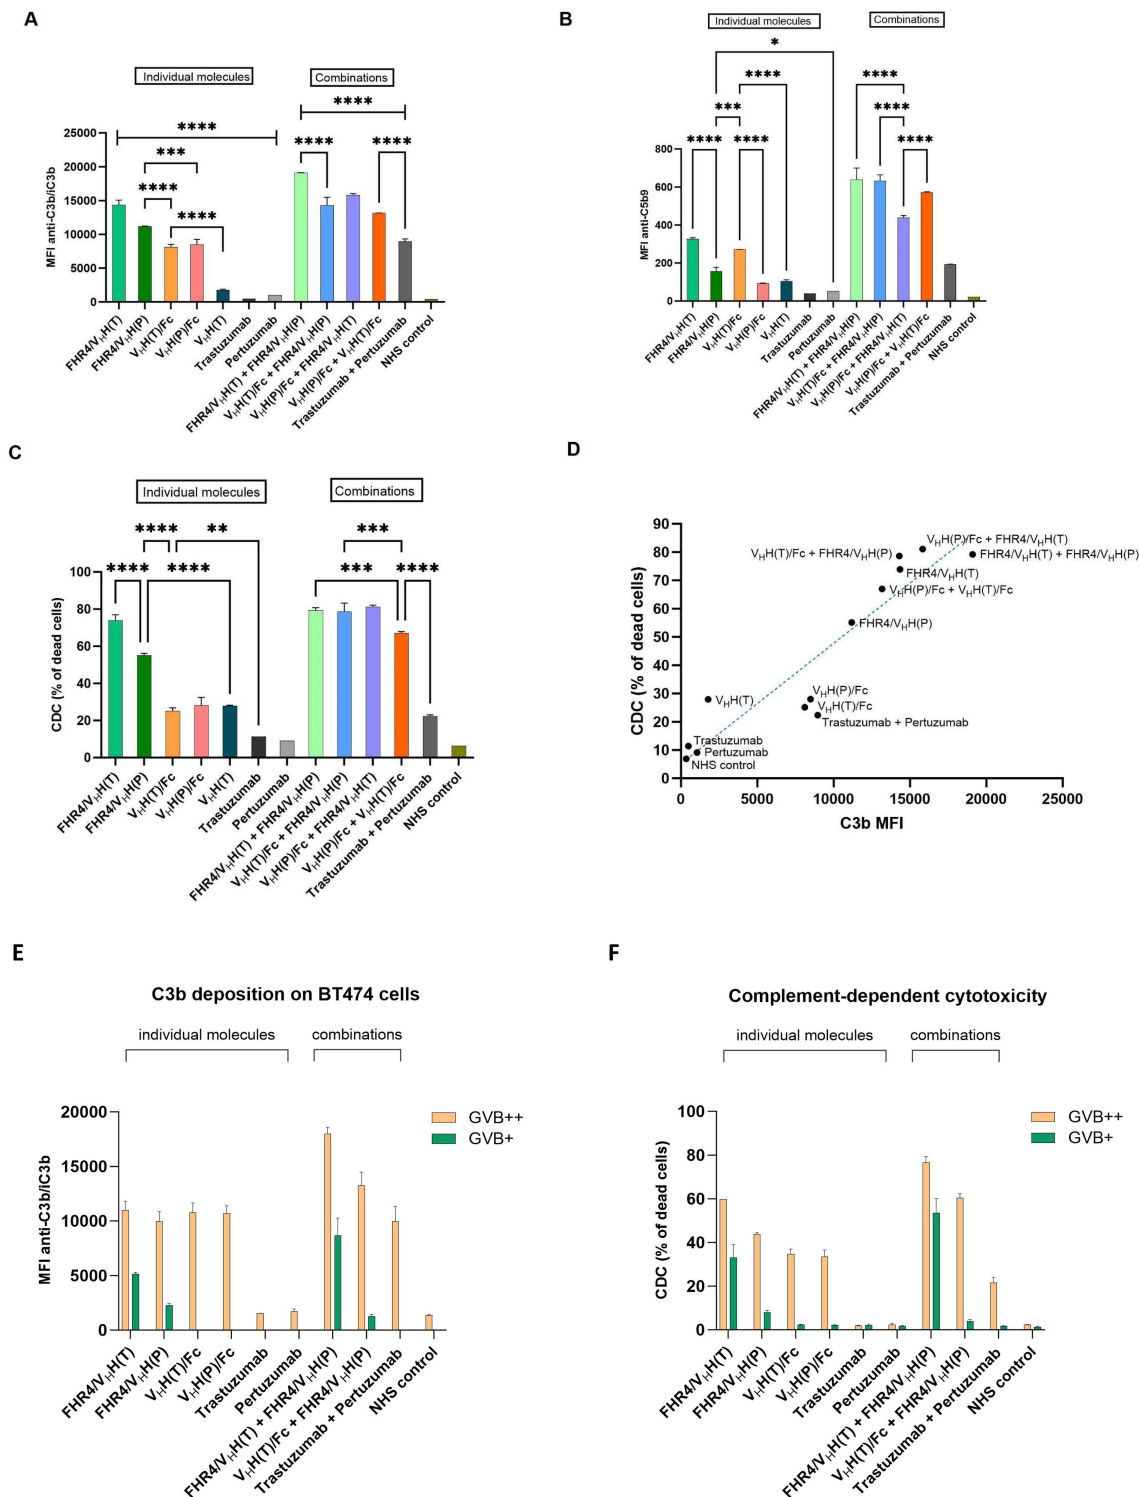 A
Individual molecules
Combinations
****
****
***
****
****
****
****
MFI anti-C3b/iC3b
25000
20000
15000
10000
5000
0
FHR4/VHH(T)
FHR4/VHH(P)
VHH(T)/Fc
VHH(P)/Fc
VHH(T)
Trastuzumab
Pertuzumab
FHR4/VHH(T) + FHR4/VHH(P)
VHH(T)/Fc + FHR4/VHH(P)
VHH(P)/Fc + FHR4/VHH(T)
VHH(P)/Fc + VHH(T)/Fc
Trastuzumab + Pertuzumab
NHS control
B
Individual molecules
Combinations
*
****
****
***
****
****
****
****
MFI anti-C5b9
800
600
400
200
0
FHR4/VHH(T)
FHR4/VHH(P)
VHH(T)/Fc
VHH(P)/Fc
VHH(T)
Trastuzumab
Pertuzumab
FHR4/VHH(T) + FHR4/VHH(P)
VHH(T)/Fc + FHR4/VHH(P)
VHH(P)/Fc + FHR4/VHH(T)
VHH(P)/Fc + VHH(T)/Fc
Trastuzumab + Pertuzumab
NHS control
C
Individual molecules
Combinations
****
**
***
****
****
***
****
CDC (% of dead cells)
100
80
60
40
20
0
FHR4/VHH(T)
FHR4/VHH(P)
VHH(T)/Fc
VHH(P)/Fc
VHH(T)
Trastuzumab
Pertuzumab
FHR4/VHH(T) + FHR4/VHH(P)
VHH(T)/Fc + FHR4/VHH(P)
VHH(P)/Fc + FHR4/VHH(T)
VHH(P)/Fc + VHH(T)/Fc
Trastuzumab + Pertuzumab
NHS control
D
CDC (% of dead cells)
90
80
70
60
50
40
30
20
10
0
VHH(P)/Fc + FHR4/VHH(T)
VHH(T)/Fc + FHR4/VHH(P)
FHR4/VHH(T) + FHR4/VHH(P)
FHR4/VHH(T)
VHH(P)/Fc + VHH(T)/Fc
FHR4/VHH(P)
VHH(P)/Fc
VHH(T)
VHH(T)/Fc
Trastuzumab + Pertuzumab
Trastuzumab
Pertuzumab
NHS control
0
5000
10000
15000
20000
25000
C3b MFI
E
C3b deposition on BT474 cells
individual molecules
combinations
GVB++
GVB+
MFI anti-C3b/iC3b
20000
15000
10000
5000
0
FHR4/VHH(T)
FHR4/VHH(P)
VHH(T)/Fc
VHH(P)/Fc
Trastuzumab
Pertuzumab
FHR4/VHH(T) + FHR4/VHH(P)
VHH(T)/Fc + FHR4/VHH(P)
Trastuzumab + Pertuzumab
NHS control
F
Complement-dependent cytotoxicity
individual molecules
combinations
GVB++
GVB+
CDC (% of dead cells)
100
80
60
40
20
0
FHR4/VHH(T)
FHR4/VHH(P)
VHH(T)/Fc
VHH(P)/Fc
Trastuzumab
Pertuzumab
FHR4/VHH(T) + FHR4/VHH(P)
VHH(T)/Fc + FHR4/VHH(P)
Trastuzumab + Pertuzumab
NHS control